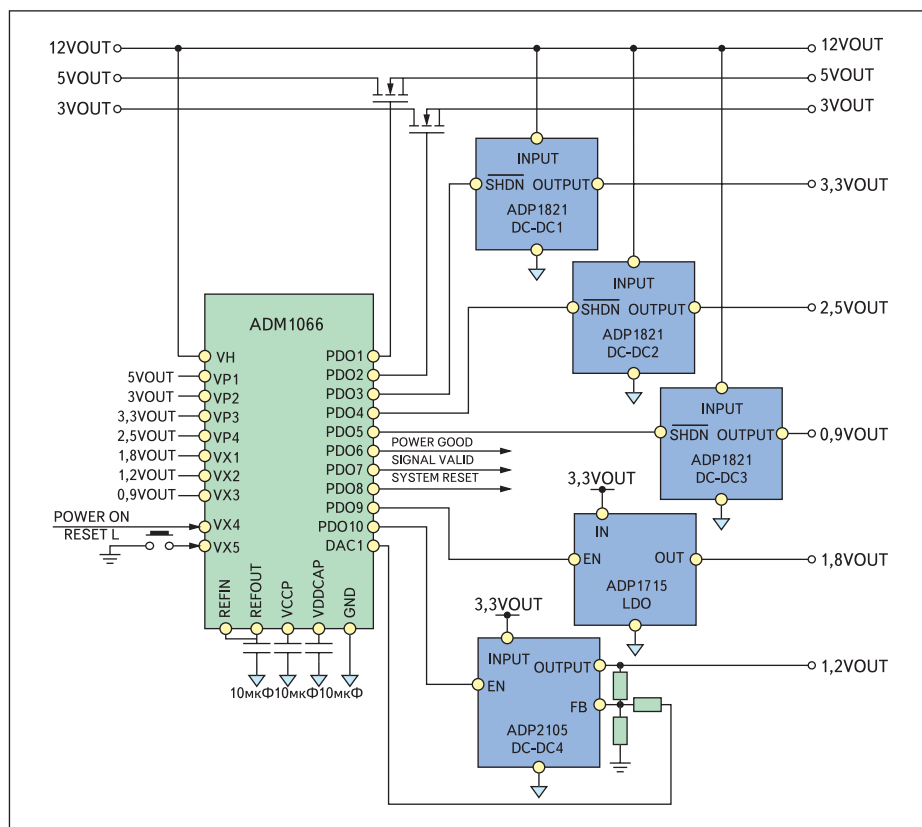 12VOUT
12VOUT
5VOUT
5VOUT
3VOUT
3VOUT
INPUT
SHDN OUTPUT
ADP1821
DC-DC1
3,3VOUT
INPUT
SHDN OUTPUT
ADP1821
DC-DC2
2,5VOUT
INPUT
SHDN OUTPUT
ADP1821
DC-DC3
0,9VOUT
ADM1066
VH
VP1
VP2
VP3
VP4
VX1
VX2
VX3
VX4
VX5
5VOUT
3VOUT
3,3VOUT
2,5VOUT
1,8VOUT
1,2VOUT
0,9VOUT
POWER ON
RESET L
PDO1
PDO2
PDO3
PDO4
PDO5
PDO6
PDO7
PDO8
PDO9
PDO10
DAC1
POWER GOOD
SIGNAL VALID
SYSTEM RESET
REFIN
REFOUT
VCCP
VDDCAP
GND
10мкФ
10мкФ
10мкФ
3,3VOUT
IN
EN
OUT
ADP1715
LDO
1,8VOUT
3,3VOUT
INPUT
OUTPUT
EN
FB
ADP2105
DC-DC4
1,2VOUT